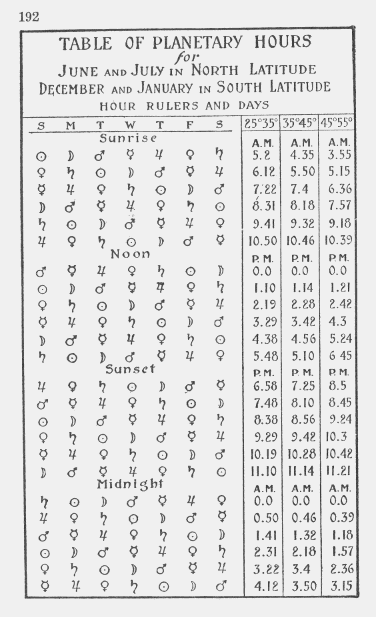 192
TABLE OF PLANETARY HOURS
for
JUNE AND JULY IN NORTH LATITUDE
DECEMBER AND JANUARY IN SOUTH LATITUDE
HOUR RULERS AND DAYS
S M T W T F S 25°35° 35°45° 45°55°
Sunrise A.M. A.M. A.M.
☉ ☽ ♂ ☿ ♃ ♀ ♄ 5.2 4.35 3.55
♀ ♄ ☉ ☽ ♂ ☿ ♃ 6.12 5.50 5.15
☿ ♃ ♀ ♄ ☉ ☽ ♂ 7.22 7.4 6.36
☽ ♂ ☿ ♃ ♀ ♄ ☉ 8.31 8.18 7.57
♄ ☉ ☽ ♂ ☿ ♃ ♀ 9.41 9.32 9.18
♃ ♀ ♄ ☉ ☽ ♂ ☿ 10.50 10.46 10.39
Noon P.M. P.M. P.M.
♂ ☿ ♃ ♀ ♄ ☉ ☽ 0.0 0.0 0.0
☉ ☽ ♂ ☿ ♃ ♀ ♄ 1.10 1.14 1.21
♀ ♄ ☉ ☽ ♂ ☿ ♃ 2.19 2.28 2.42
☿ ♃ ♀ ♄ ☉ ☽ ♂ 3.29 3.42 4.3
☽ ♂ ☿ ♃ ♀ ♄ ☉ 4.38 4.56 5.24
♄ ☉ ☽ ♂ ☿ ♃ ♀ 5.48 5.10 6 45
Sunset P.M. P.M. P.M.
♃ ♀ ♄ ☉ ☽ ♂ ☿ 6.58 7.25 8.5
♂ ☿ ♃ ♀ ♄ ☉ ☽ 7.48 8.10 8.45
☉ ☽ ♂ ☿ ♃ ♀ ♄ 8.38 8.56 9.24
♀ ♄ ☉ ☽ ♂ ☿ ♃ 9.29 9.42 10.3
☿ ♃ ♀ ♄ ☉ ☽ ♂ 10.19 10.28 10.42
☽ ♂ ☿ ♃ ♀ ♄ ☉ 11.10 11.14 11.21
Midnight A.M. A.M. A.M.
♄ ☉ ☽ ♂ ☿ ♃ ♀ 0.0 0.0 0.0
♃ ♀ ♄ ☉ ☽ ♂ ☿ 0.50 0.46 0.39
♂ ☿ ♃ ♀ ♄ ☉ ☽ 1.41 1.32 1.18
☉ ☽ ♂ ☿ ♃ ♀ ♄ 2.31 2.18 1.57
♀ ♄ ☉ ☽ ♂ ☿ ♃ 3.22 3.4 2.36
☿ ♃ ♀ ♄ ☉ ☽ ♂ 4.12 3.50 3.15